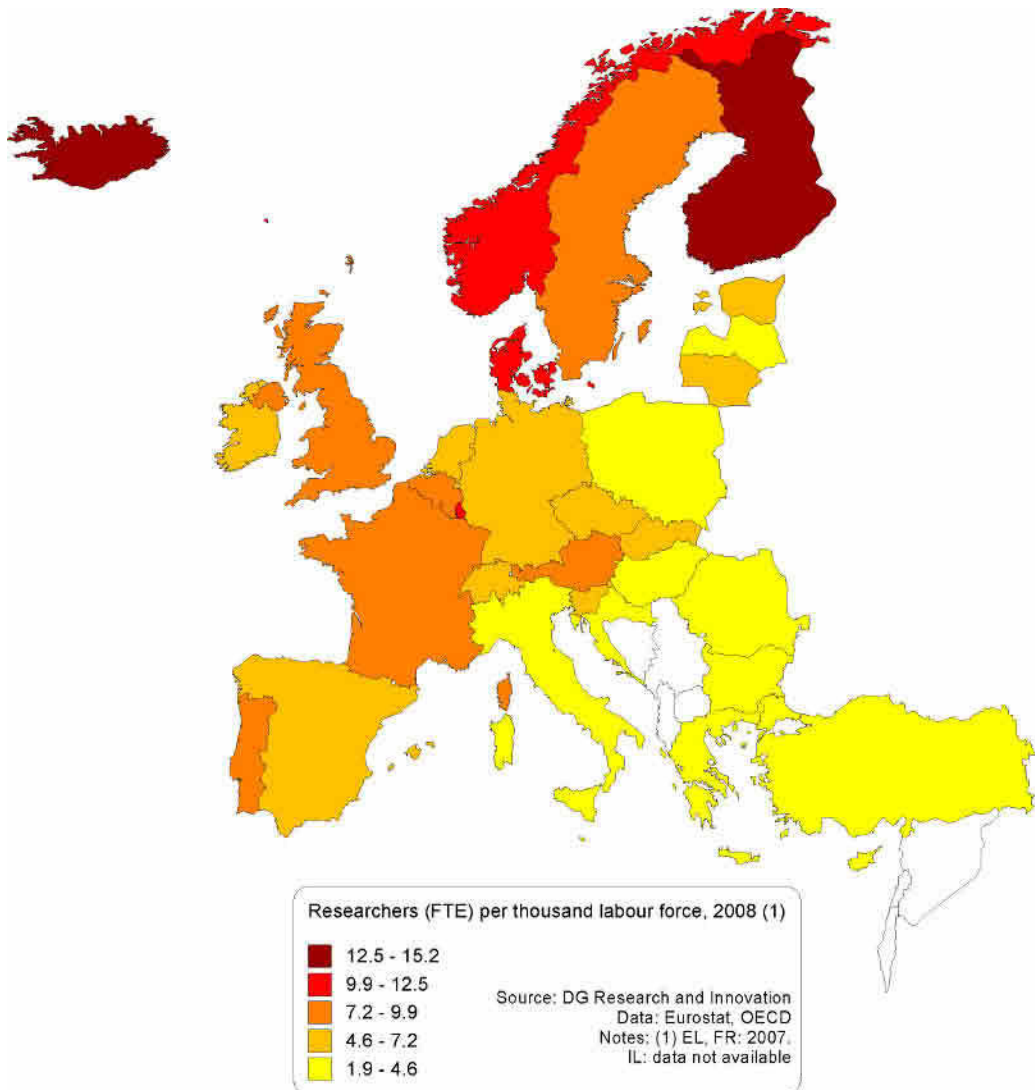 Researchers (FTE) per thousand labour force, 2008 (1)
12.5 - 15.2
9.9 - 12.5
7.2 - 9.9
4.6 - 7.2
1.9 - 4.6
Source: DG Research and Innovation
Data: Eurostat, OECD
Notes: (1) EL, FR: 2007.
IL: data not available